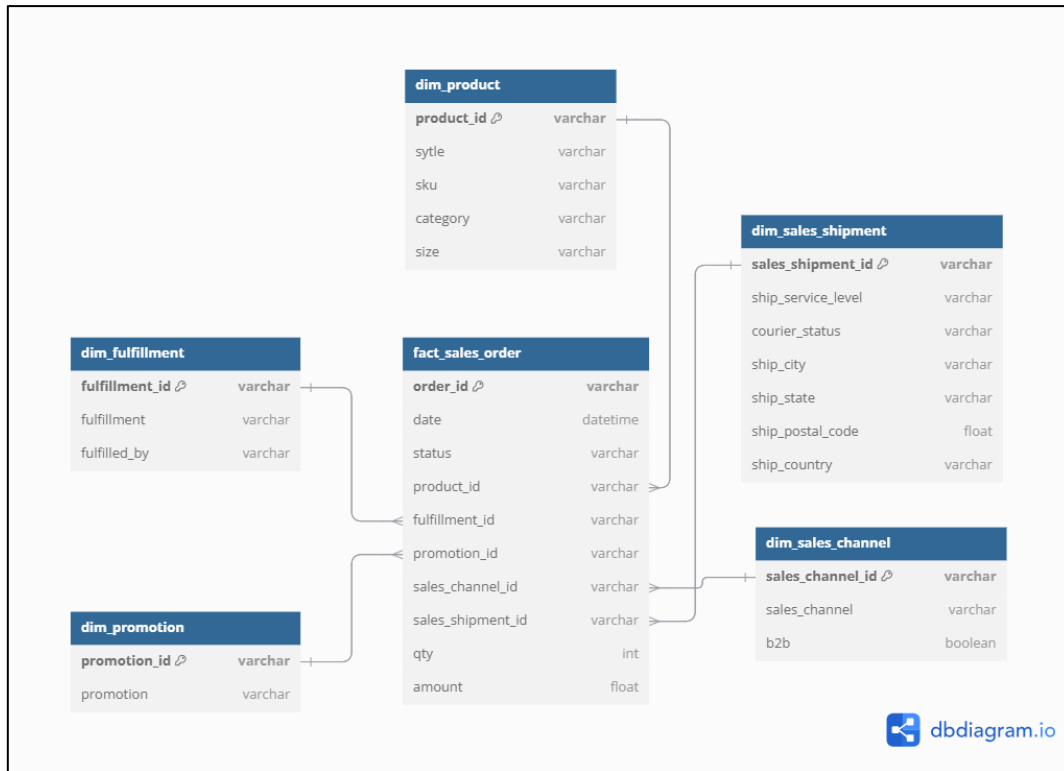 dim_product
product_id varchar
sytle varchar
sku varchar
category varchar
size varchar
dim_sales_shipment
sales_shipment_id varchar
ship_service_level varchar
courier_status varchar
ship_city varchar
ship_state varchar
ship_postal_code float
ship_country varchar
dim_fulfillment
fulfillment_id varchar
fulfillment varchar
fulfilled_by varchar
fact_sales_order
order_id varchar
date datetime
status varchar
product_id varchar
fulfillment_id varchar
promotion_id varchar
sales_channel_id varchar
sales_shipment_id varchar
qty int
amount float
dim_sales_channel
sales_channel_id varchar
sales_channel varchar
b2b boolean
dim_promotion
promotion_id varchar
promotion varchar
dbdiagram.io